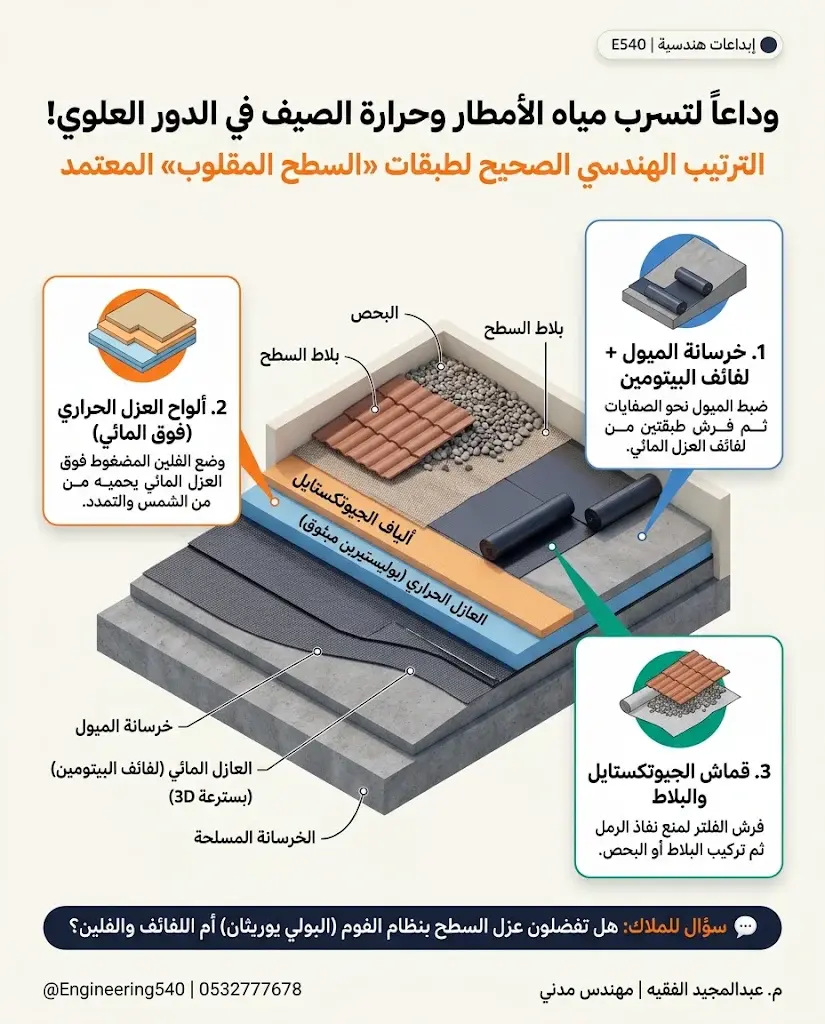 إبداعات هندسية | E540
وداعاً لتسرب مياه الأمطار وحرارة الصيف في الدور العلوي!
الترتيب الهندسي الصحيح لطبقات «السطح المقلوب» المعتمد
1. خرسانة الميول +
لفائف البيتومين
ضبط الميول نحو الصفايات
ثم فرش طبقتين من
لفائف العزل المائي.
2. ألواح العزل الحراري
(فوق المائي)
وضع الفلين المضغوط فوق
العزل المائي يحميه من
من الشمس والتمدد.
البحص
بلاط السطح
بلاط السطح
ألياف الجيوتكستايل
العازل الحراري (بوليستيرين مبثوق)
3. قماش الجيوتكستايل
والبلاط
فرش الفلتر لمنع نفاذ الرمل
ثم تركيب البلاط أو البحص.
خرسانة الميول
العازل المائي (لفائف البيتومين)
(بسترعة 3D)
الخرسانة المسلحة
سؤال للملاك: هل تفضلون عزل السطح بنظام الفوم (البولي يوريثان) أم اللفائف والفلين؟
م. عبدالمجيد الفقيه | مهندس مدني
@Engineering540 | 0532777678